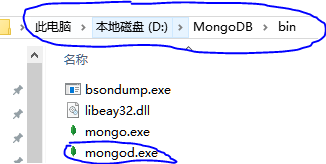 此电脑 > 本地磁盘 (D:) > MongoDB > bin
名称
bsondump.exe
libeay32.dll
mongo.exe
mongod.exe